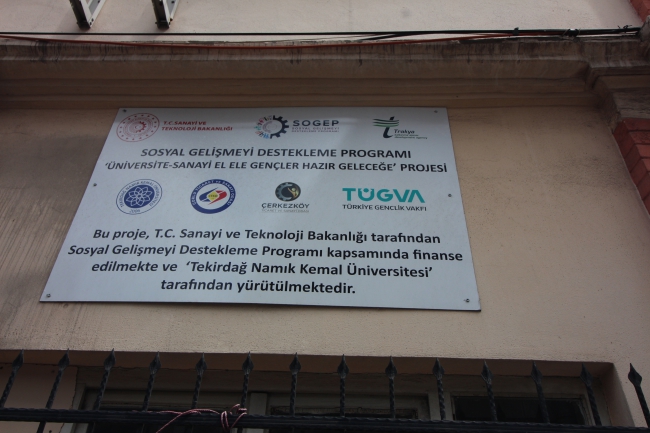 T.C. SANAYİ VE
TEKNOLOJİ BAKANLIĞI
SOGEP
Trakya
SOSYAL GELİŞMEYİ DESTEKLEME PROGRAMI
'ÜNİVERSİTE-SANAYİ EL ELE GENÇLER HAZIR GELECEĞE' PROJESİ
ÇERKEZKÖY
TÜGVA
TÜRKİYE GENÇLİK VAKFI
Bu proje, T.C. Sanayi ve Teknoloji Bakanlığı tarafından
Sosyal Gelişmeyi Destekleme Programı kapsamında finanse
edilmekte ve 'Tekirdağ Namık Kemal Üniversitesi'
tarafından yürütülmektedir.